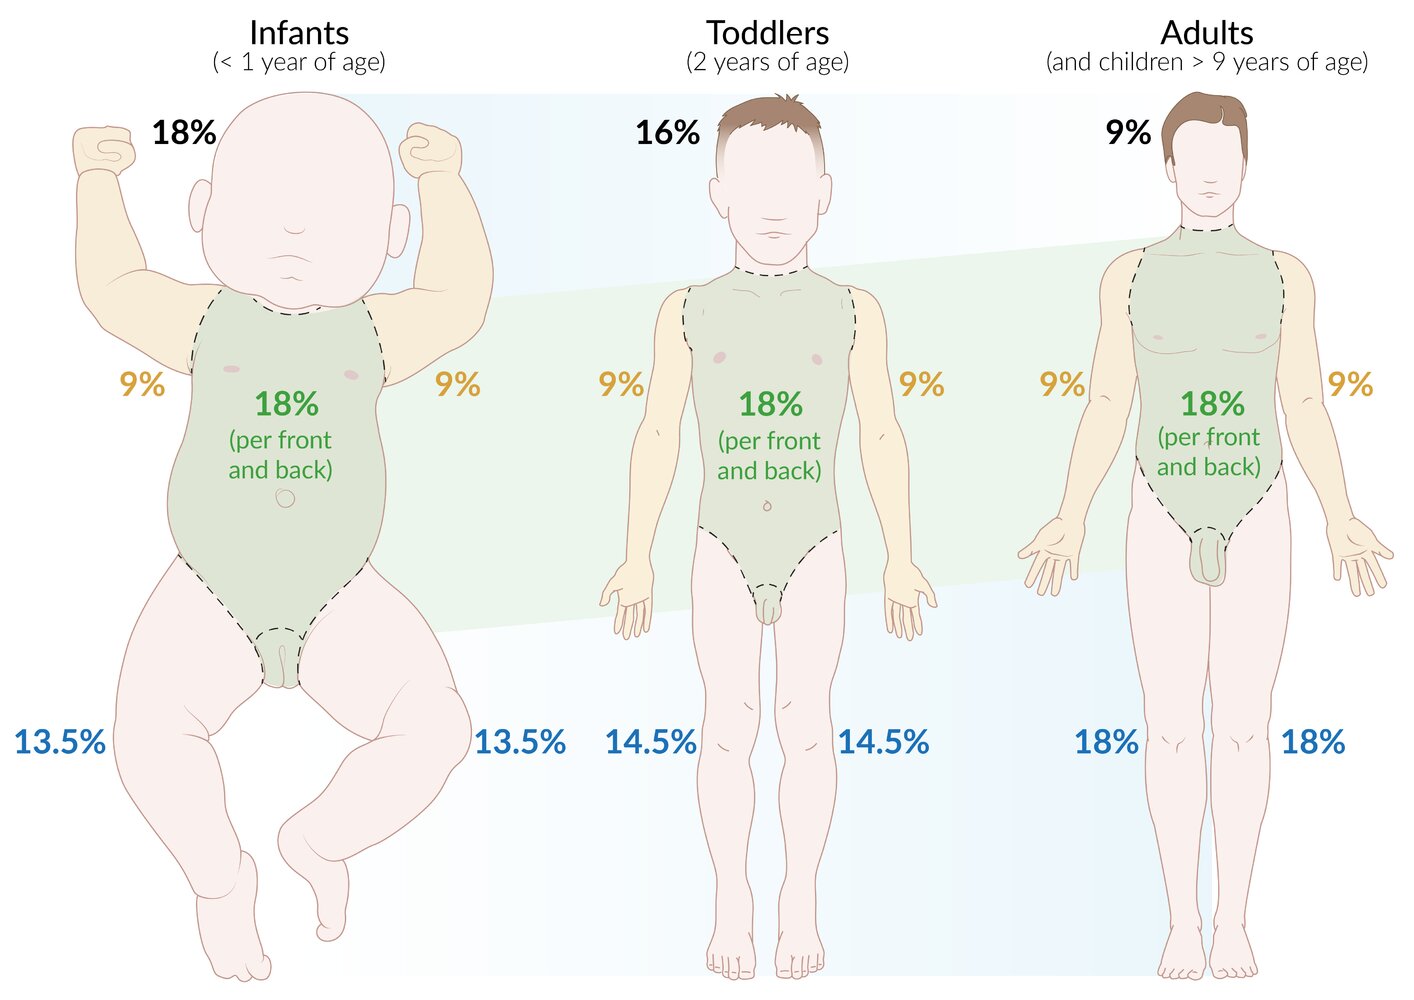 Infants
(< 1 year of age)
Toddlers
(2 years of age)
Adults
(and children > 9 years of age)
18%
16%
9%
9%
18%
(per front
and back)
9%
9%
18%
(per front
and back)
9%
9%
18%
(per front
and back)
9%
13.5%
13.5%
14.5%
14.5%
18%
18%